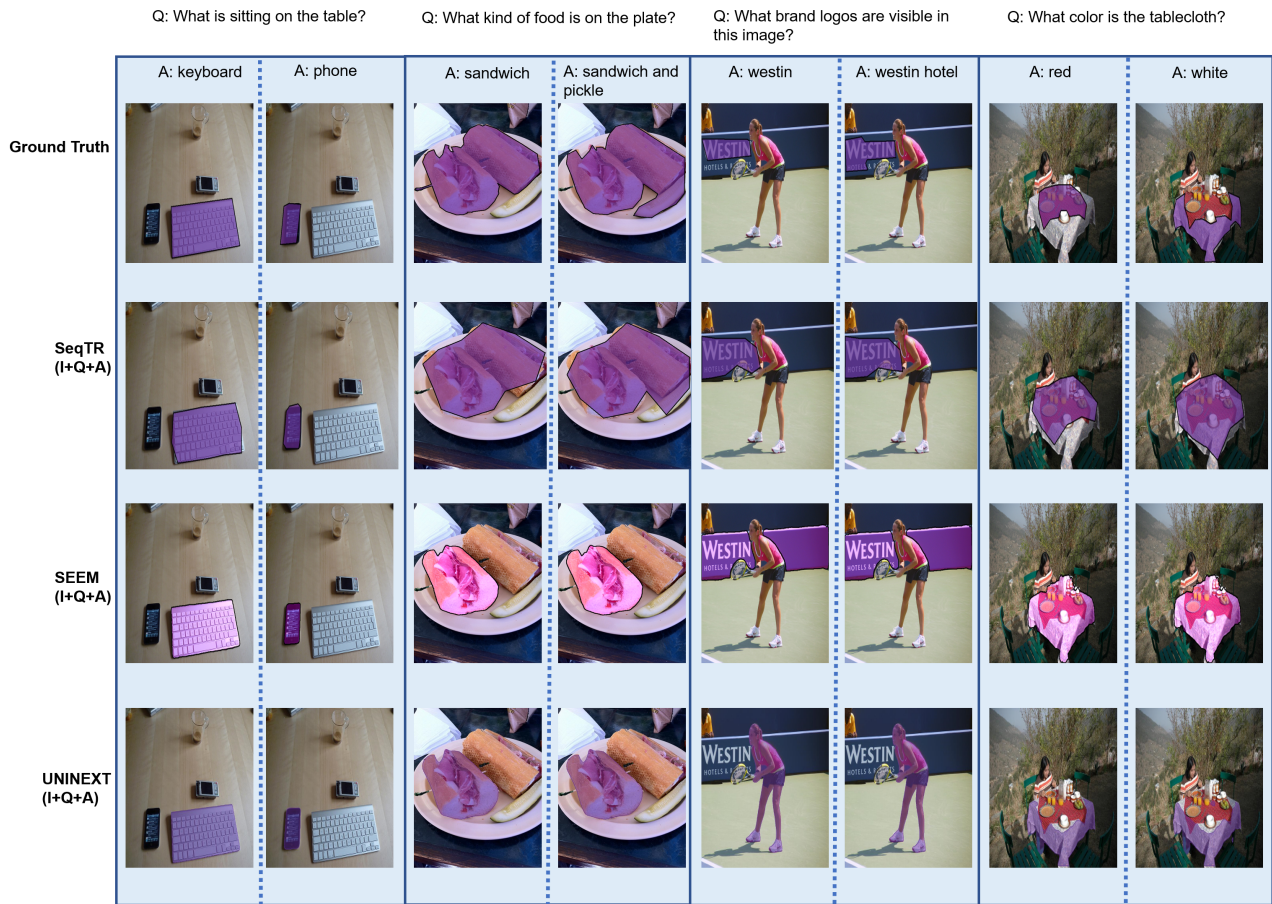 Q: What is sitting on the table?
Q: What kind of food is on the plate?
Q: What brand logos are visible in
this image?
Q: What color is the tablecloth?
A: keyboard
A: phone
A: sandwich
A: sandwich and
pickle
A: westin
A: westin hotel
A: red
A: white
Ground Truth
WESTIN
HOTELS & R
WESTIN
HOTELS & R
SeqTR
(I+Q+A)
WESTIN
HOTELS
WESTIN
HOTELS
SEEM
(I+Q+A)
WESTIN
HOTELS & R
WESTIN
HOTELS & R
UNINEXT
(I+Q+A)
WESTIN
HOTELS & R
WESTIN
HOTELS & R